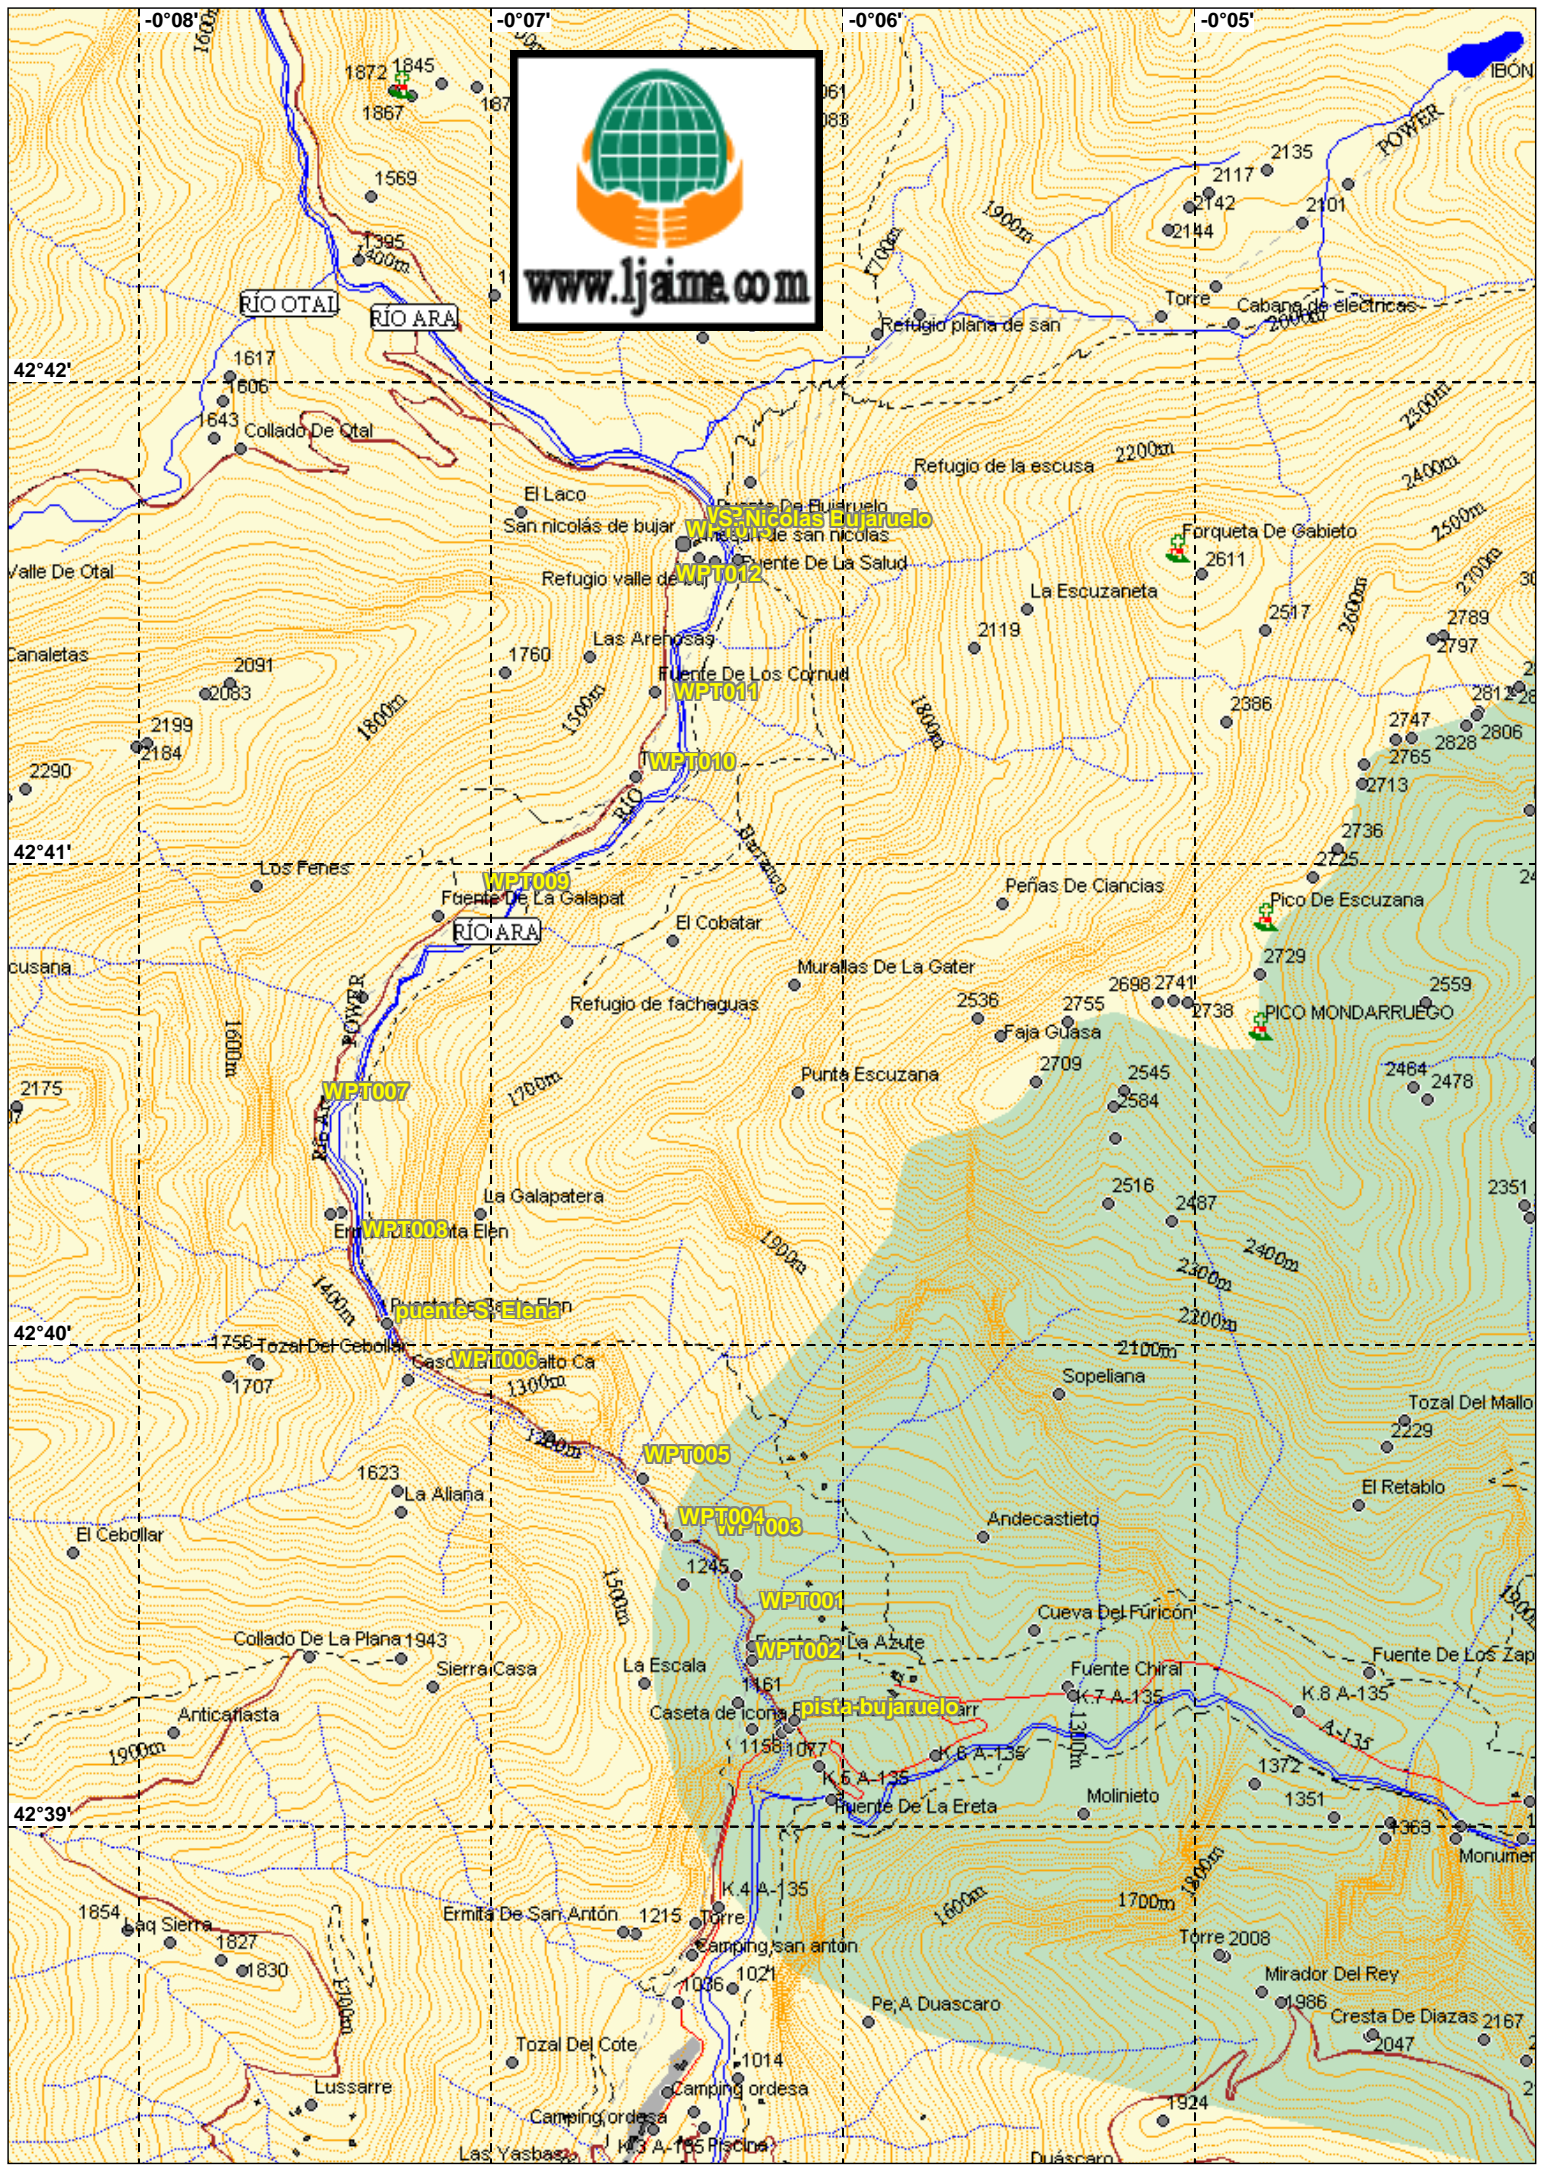 -0°08'
-0°07'
-0°06'
-0°05'
1600m
1872
1845
1867
IBÓN
POWER
1569
2135
2117
2142
2144
2101
1900m
1700m
1395
1400m
www.ljaime.com
RÍO OTAL
RÍO ARA
Torre
Cabana de electricas
2000m
Refugio plana de san
42°42'
1617
1606
1643
Collado De Otal
2300m
2200m
2400m
Refugio de la escusa
El Laco
San nicolás de bujar
S. Nicolas Bujaruelo
Forqueta De Gabieto
2500m
2611
Valle De Otal
Refugio valle de
WPT012
La Escuzaneta
2700m
2600m
2517
2789
2797
2119
Las Arenosas
Canaletas
2091
2083
1760
Fuente De Los Cornud
WPT011
1500m
1800m
1800m
2386
2812
2806
2828
2747
2765
2713
2199
2184
2290
WPT010
RÍO
2736
2725
Barranco
42°41'
Los Fenes
WPT009
Fuente De La Galapat
RÍO ARA
El Cobatar
Peñas De Ciancias
Pico De Escuzana
cusana
Murallas De La Gater
2729
2559
2698
2741
2738
2755
2536
Faja Guasa
PICO MONDARRUEGO
Refugio de fachaguas
POWER
1600m
1700m
2175
WPT007
Punta Escuzana
2709
2545
2584
2464
2478
La Galapatera
WPT008
2516
2487
2351
1900m
2400m
2300m
2200m
1400m
puente S. Elena
42°40'
2100m
1756
Tozal Del Cebollar
1707
WPT006
1300m
Sopeliana
Tozal Del Mallo
2229
WPT005
1623
La Aliana
El Retablo
El Cebollar
WPT004
WPT003
Andecastieto
1245
1500m
WPT001
Cueva Del Furicón
1900m
WPT002
Collado De La Plana
1943
Sierra Casa
La Escala
1161
Fuente Chiral
K.7 A-135
Fuente De Los Zap
K.8 A-135
A-135
Anticafiasta
1900m
Caseta de icona
pista-bujaruelo
1158
1077
K.6 A-135
K.5 A-135
1300m
1372
1351
1363
Molinieto
42°39'
Monumen
K.4 A-135
1800m
1700m
1600m
1854
Laq Sierra
Ermita De San Antón
1215
Torre
Camping san antón
1827
1830
1700m
Torre
2008
Mirador Del Rey
1986
1036
1021
Pe;A Duascaro
Cresta De Diazas
2167
2047
Tozal Del Cote
1014
Lussarre
Camping ordesa
Camping ordesa
1924
Las Yasbas
K.3 A-135
Piscina
Duáscaro